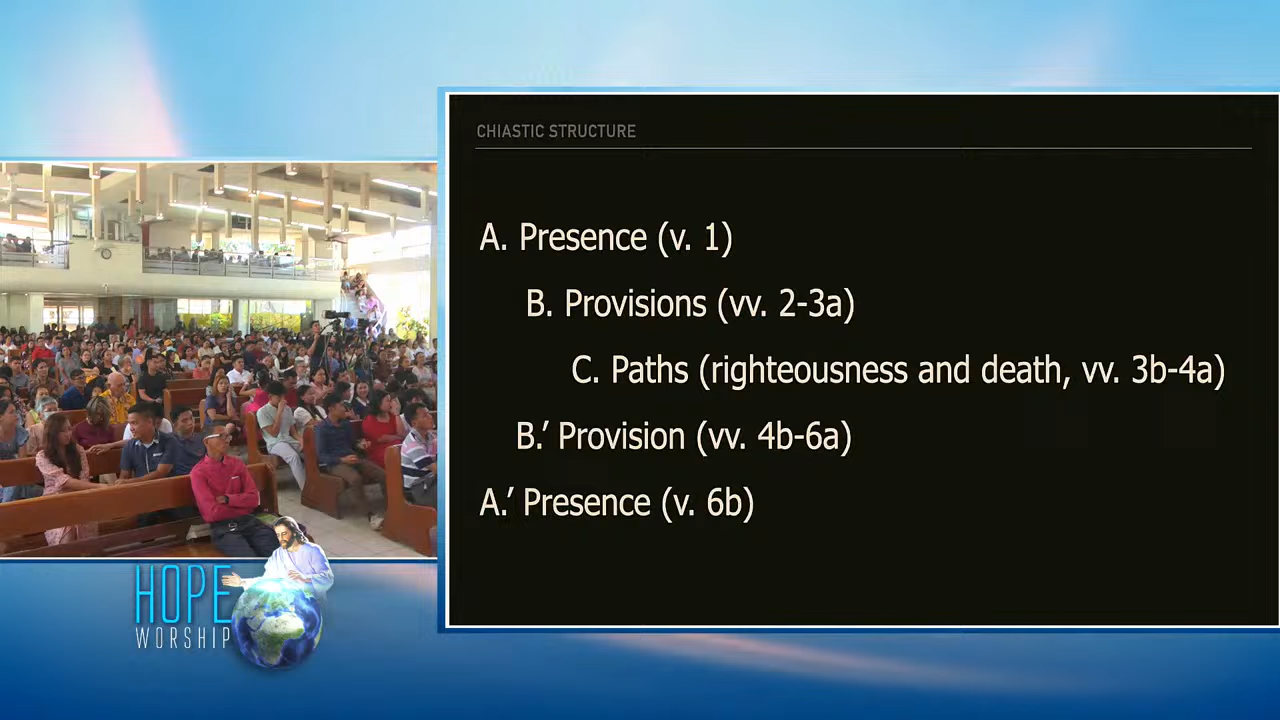 CHIASTIC STRUCTURE
A. Presence (v. 1)
B. Provisions (vv. 2-3a)
C. Paths (righteousness and death, vv. 3b-4a)
B.′ Provision (vv. 4b-6a)
A.′ Presence (v. 6b)
HOPE
WORSHIP